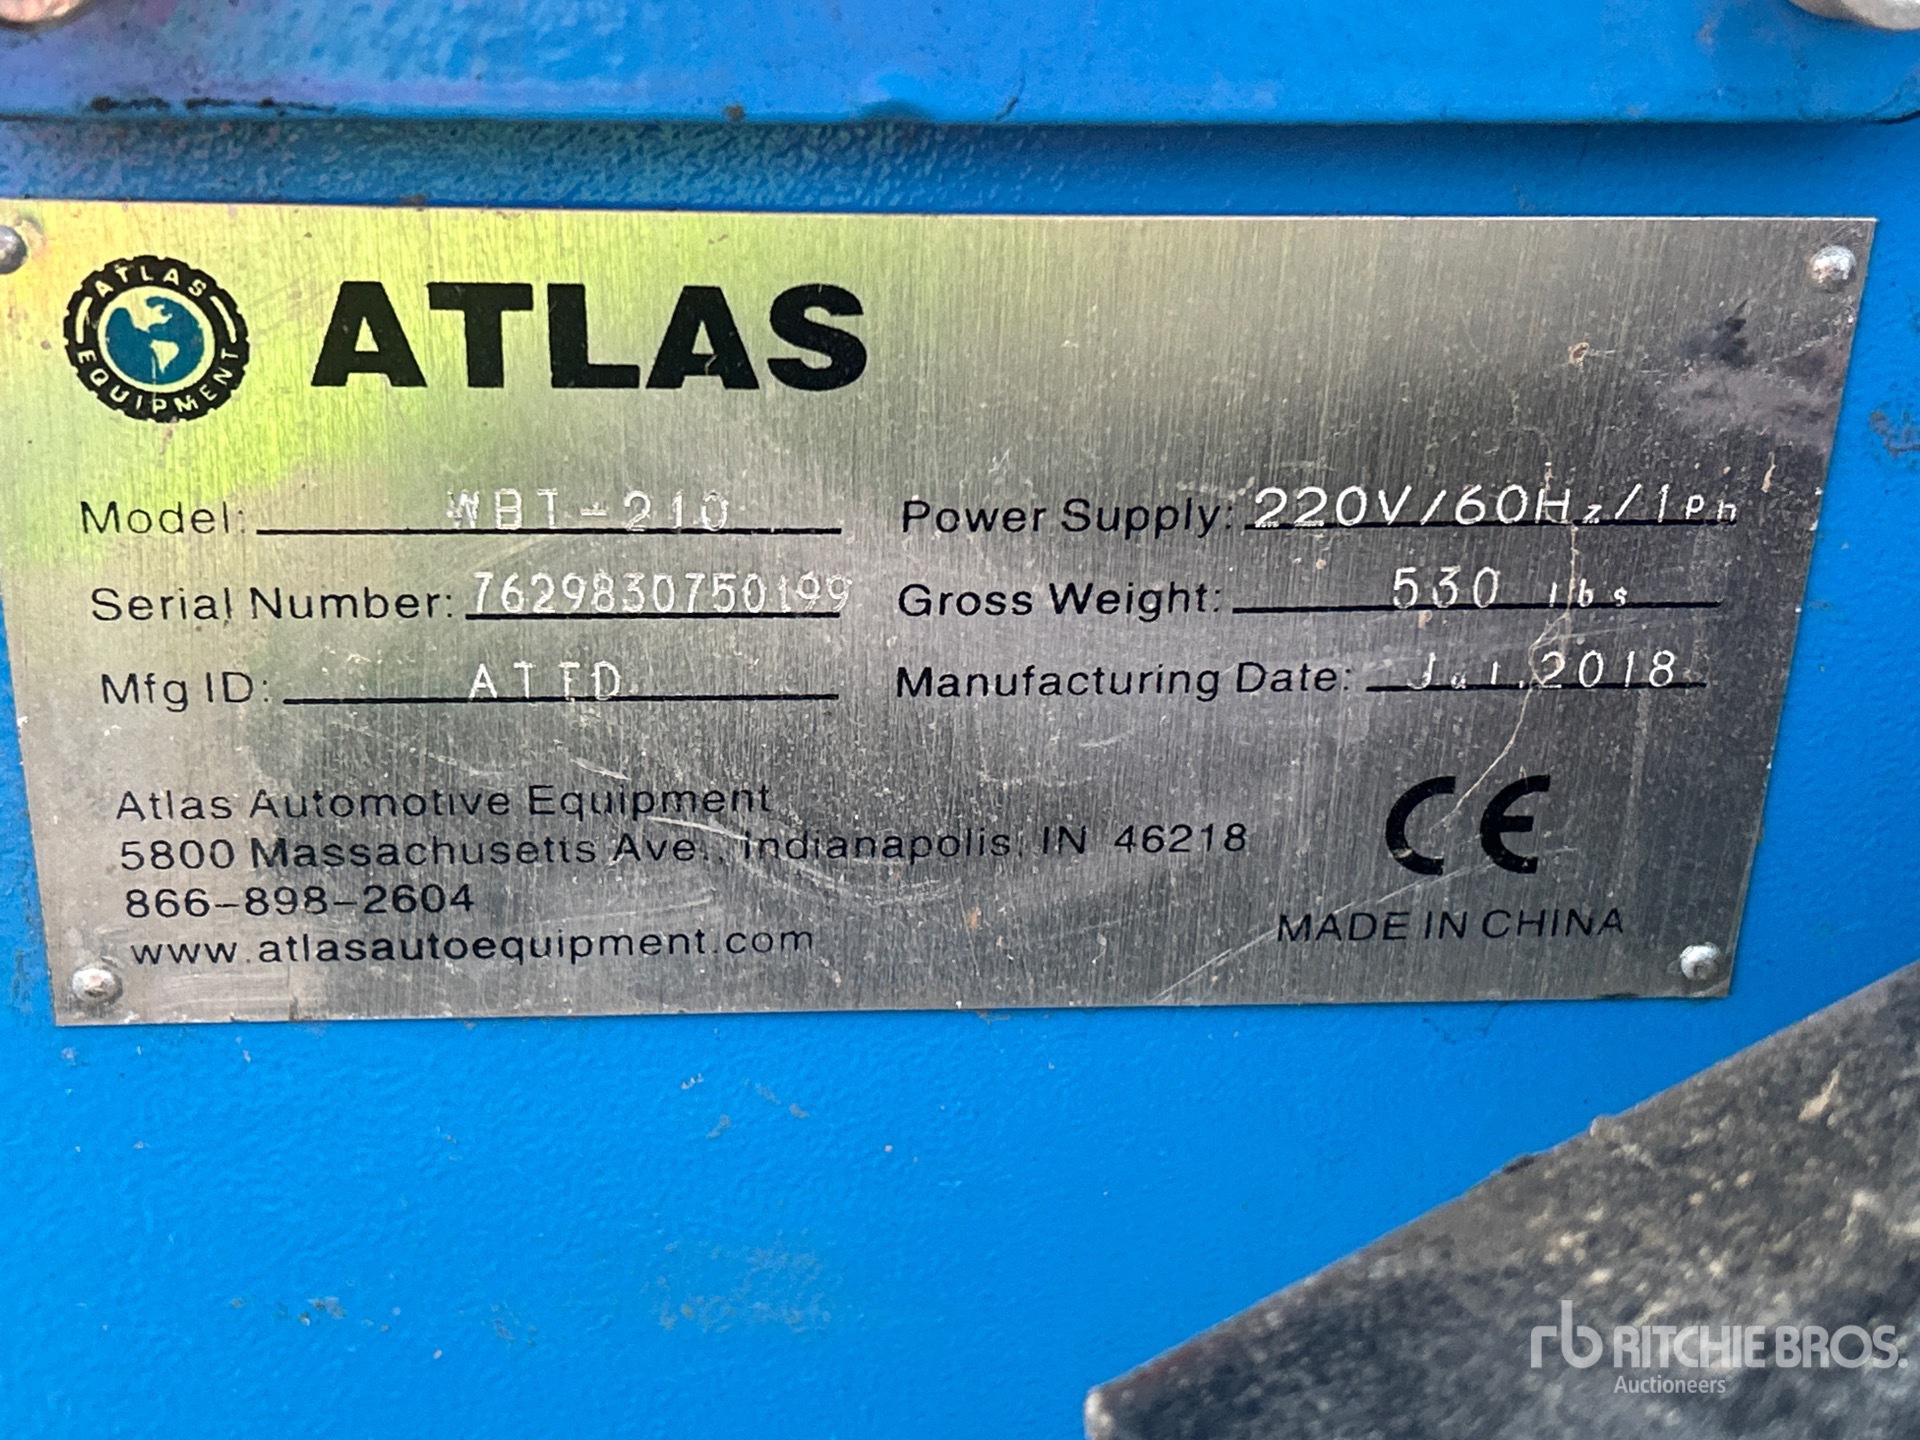 ATLAS EQUIPMENT
ATLAS
Model: WBT-210
Power Supply: 220V/60Hz/1Ph
Serial Number: 7629830750199
Gross Weight: 530 lbs
Mfg ID: ATTD
Manufacturing Date: Jul.2018
Atlas Automotive Equipment
5800 Massachusetts Ave., Indianapolis, IN 46218
866-898-2604
www.atlasautoequipment.com
CE
MADE IN CHINA
rb RITCHIE BROS.
Auctioneers